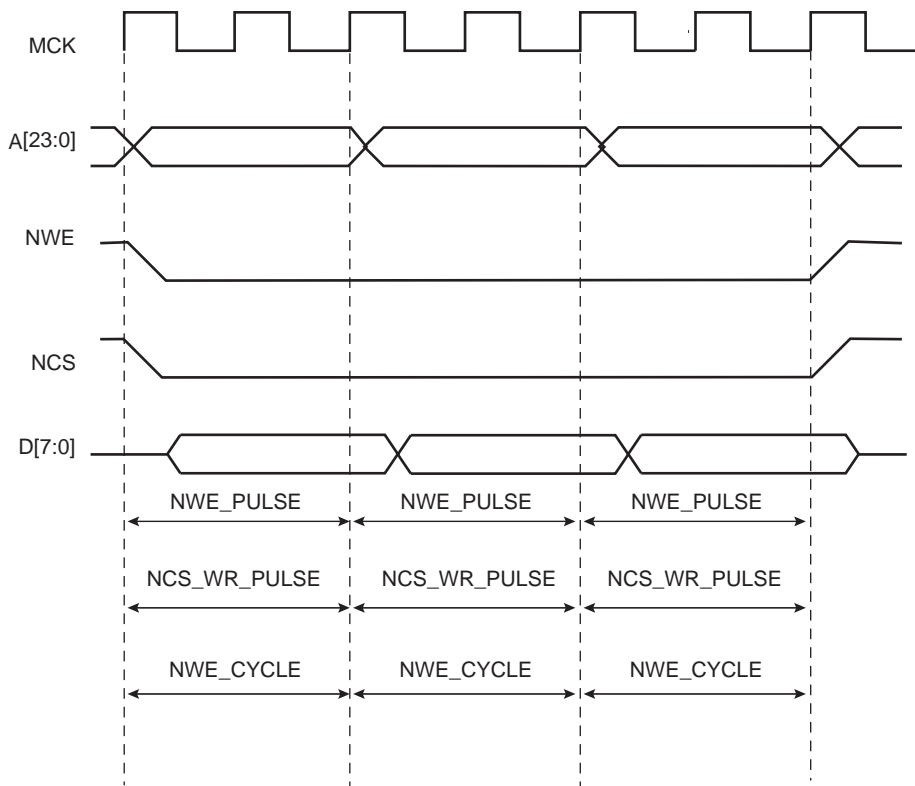 MCK
A[23:0]
NWE
NCS
D[7:0]
NWE_PULSE NWE_PULSE NWE_PULSE
NCS_WR_PULSE NCS_WR_PULSE NCS_WR_PULSE
NWE_CYCLE NWE_CYCLE NWE_CYCLE